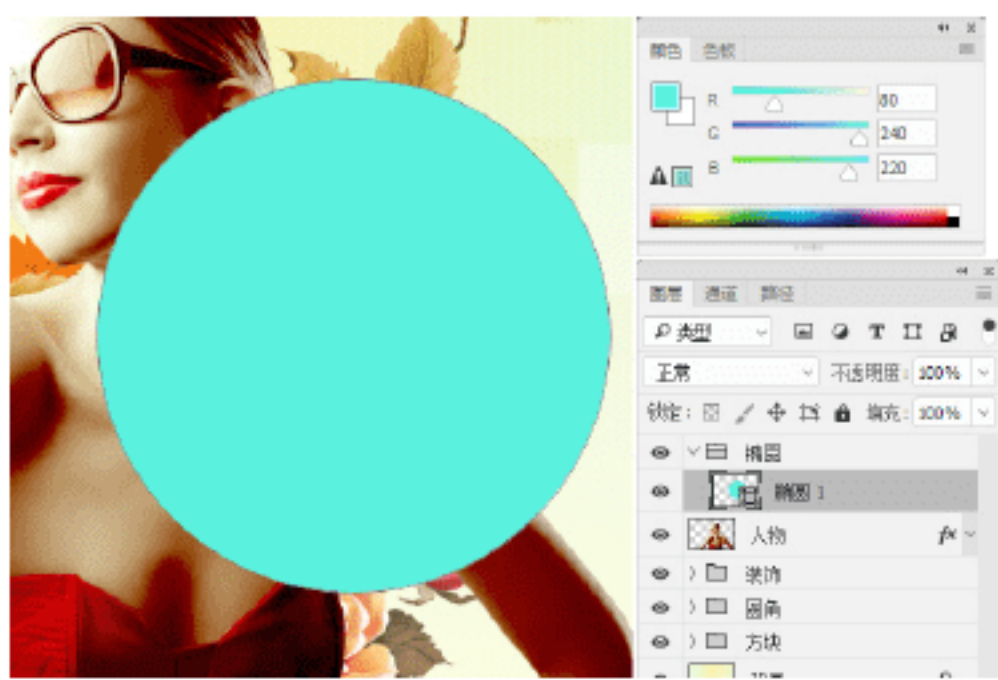 颜色 色板
R 80
G 240
B 220
图层 通道 路径
类型 T
正常 不透明度: 100%
锁定: 填充: 100%
椭圆
椭圆 1
人物 fx
装饰
圆角
方块